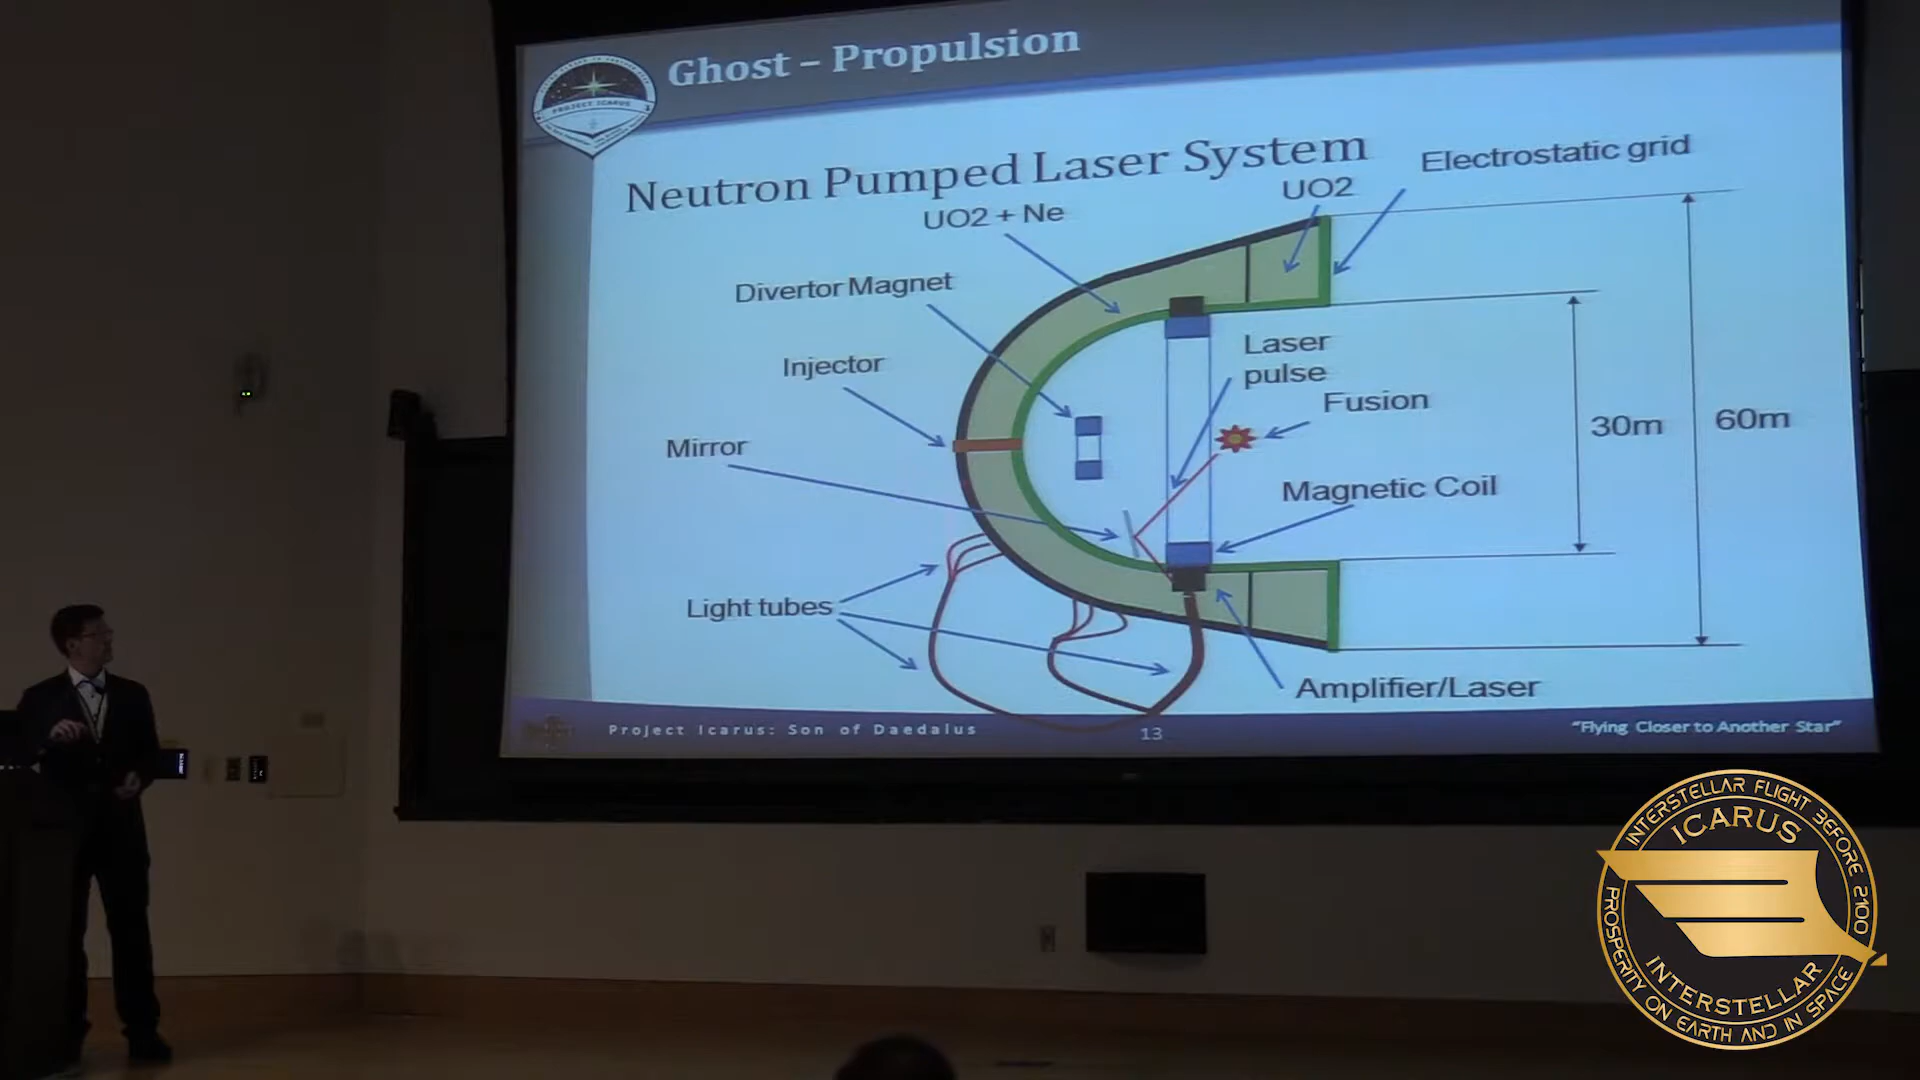 Ghost – Propulsion
PROJECT ICARUS
Neutron Pumped Laser System
Electrostatic grid
UO2
UO2 + Ne
Divertor Magnet
Injector
Laser
pulse
Fusion
Mirror
30m
60m
Magnetic Coil
Light tubes
Amplifier/Laser
Project Icarus: Son of Daedalus
13
“Flying Closer to Another Star”
INTERSTELLAR FLIGHT BEFORE 2100
ICARUS
INTERSTELLAR
PROSPERITY ON EARTH AND IN SPACE